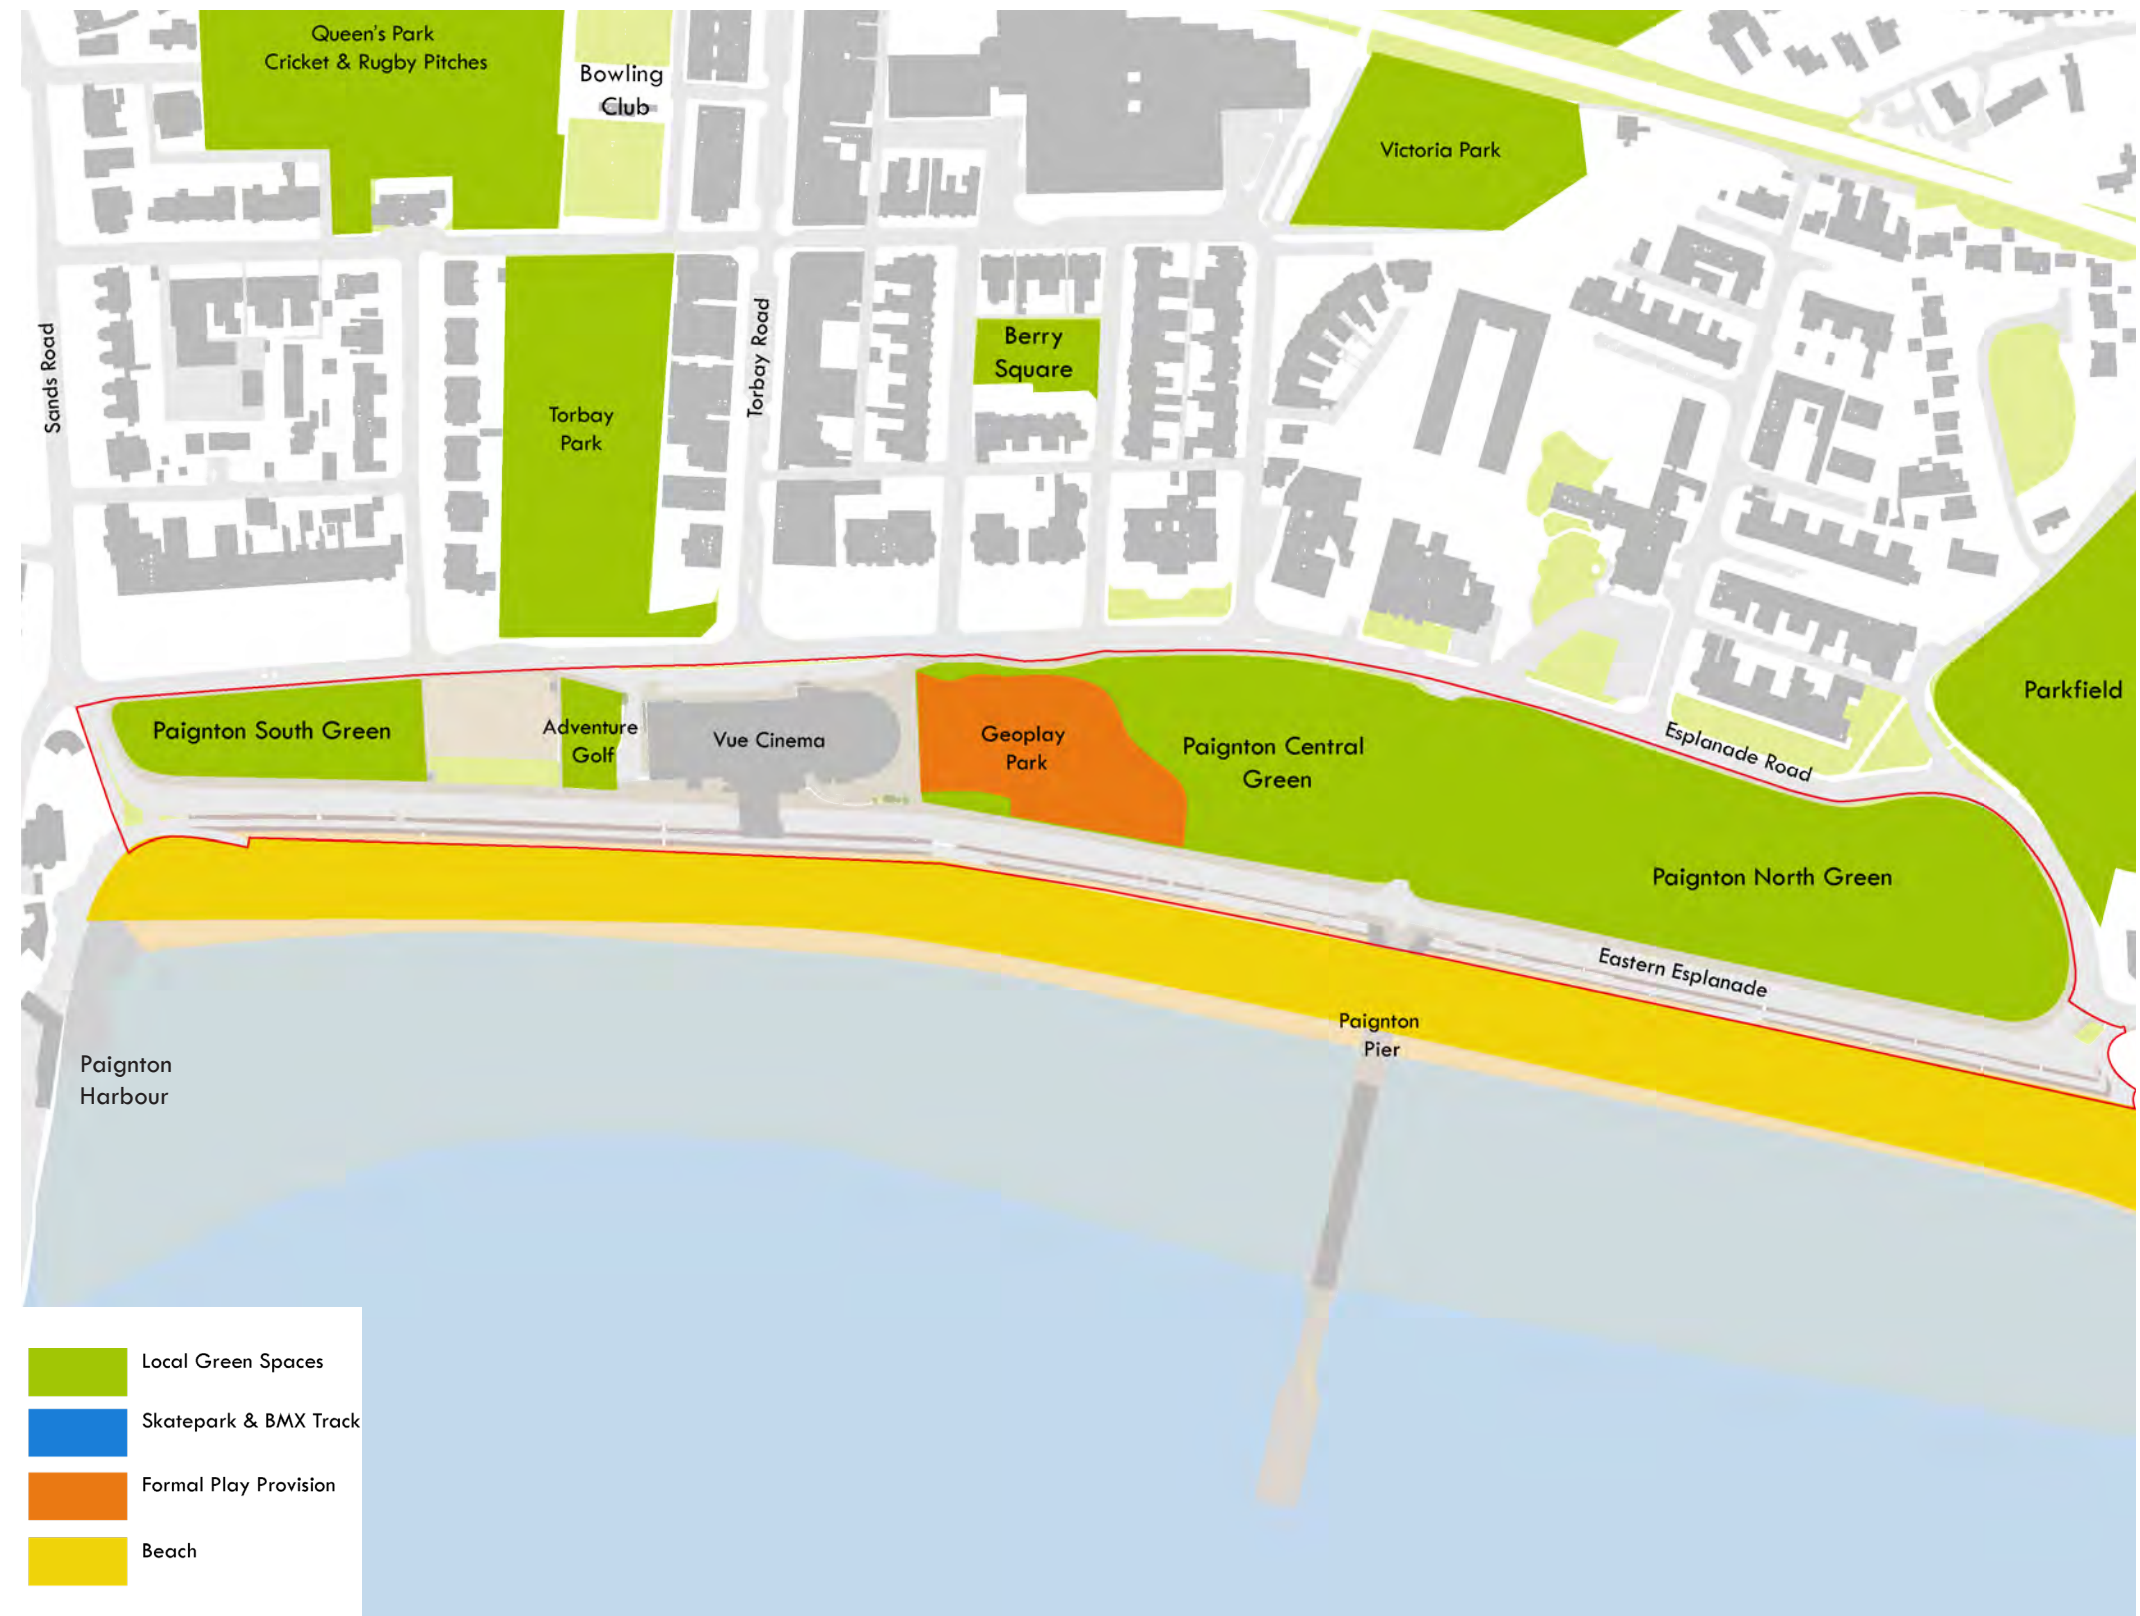 Queen's Park
Cricket & Rugby Pitches
Bowling
Club
Victoria Park
Sands Road
Torbay Road
Berry
Square
Torbay
Park
Parkfield
Paignton South Green
Adventure
Golf
Vue Cinema
Geoplay
Park
Paignton Central
Green
Esplanade Road
Paignton North Green
Eastern Esplanade
Paignton
Pier
Paignton
Harbour
Local Green Spaces
Skatepark & BMX Track
Formal Play Provision
Beach